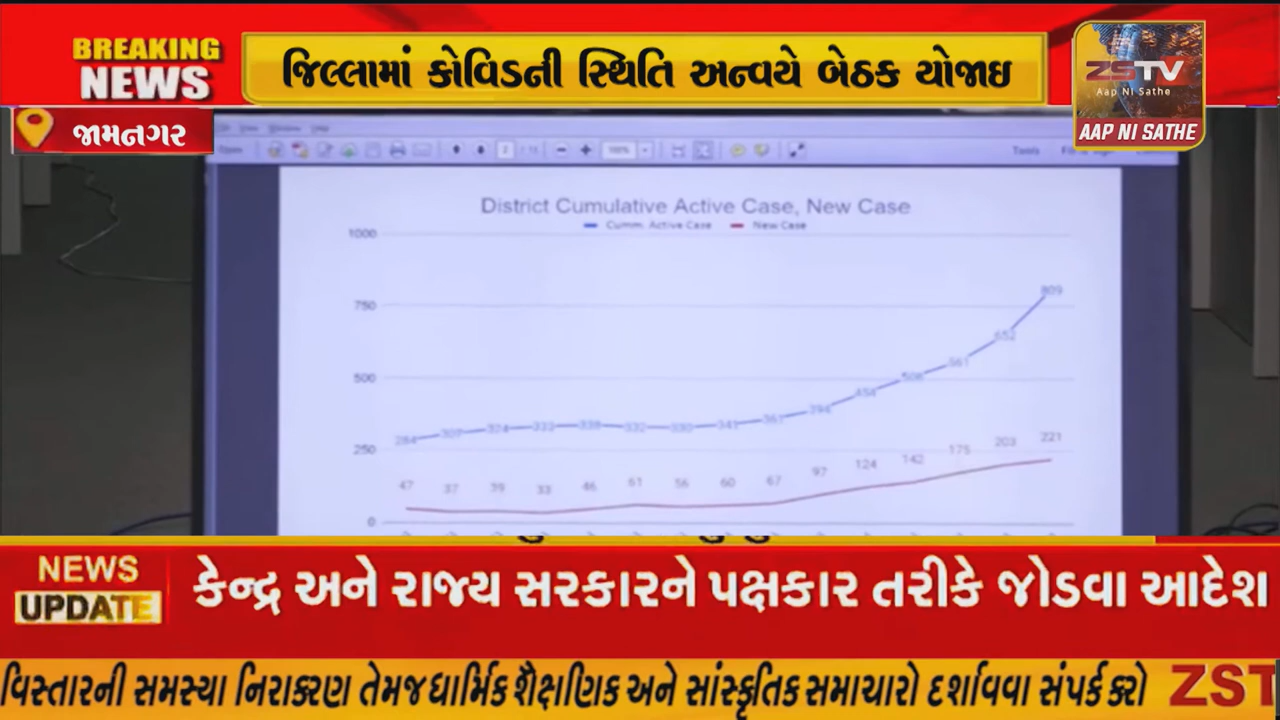 BREAKING
NEWS
જિલ્લામાં કોવિડની સ્થિતિ અન્વયે બેઠક યોજાઇ
ZSTV
Aap Ni Sathe
AAP NI SATHE
જામનગર
Tools
District Cumulative Active Case, New Case
Cumm. Active Case New Case
1000
750
500
250
0
284 307 333 338 332 330 341 361 394 454 506 561 652 809
47 37 39 33 46 61 56 60 67 97 124 142 175 203 221
NEWS
UPDATE
કેન્દ્ર અને રાજ્ય સરકારને પક્ષકાર તરીકે જોડવા આદેશ
વિસ્તારની સમસ્યા નિરાકરણ તેમજ ધાર્મિક શૈક્ષણિક અને સાંસ્કૃતિક સમાચારો દર્શાવવા સંપર્ક કરો ZST